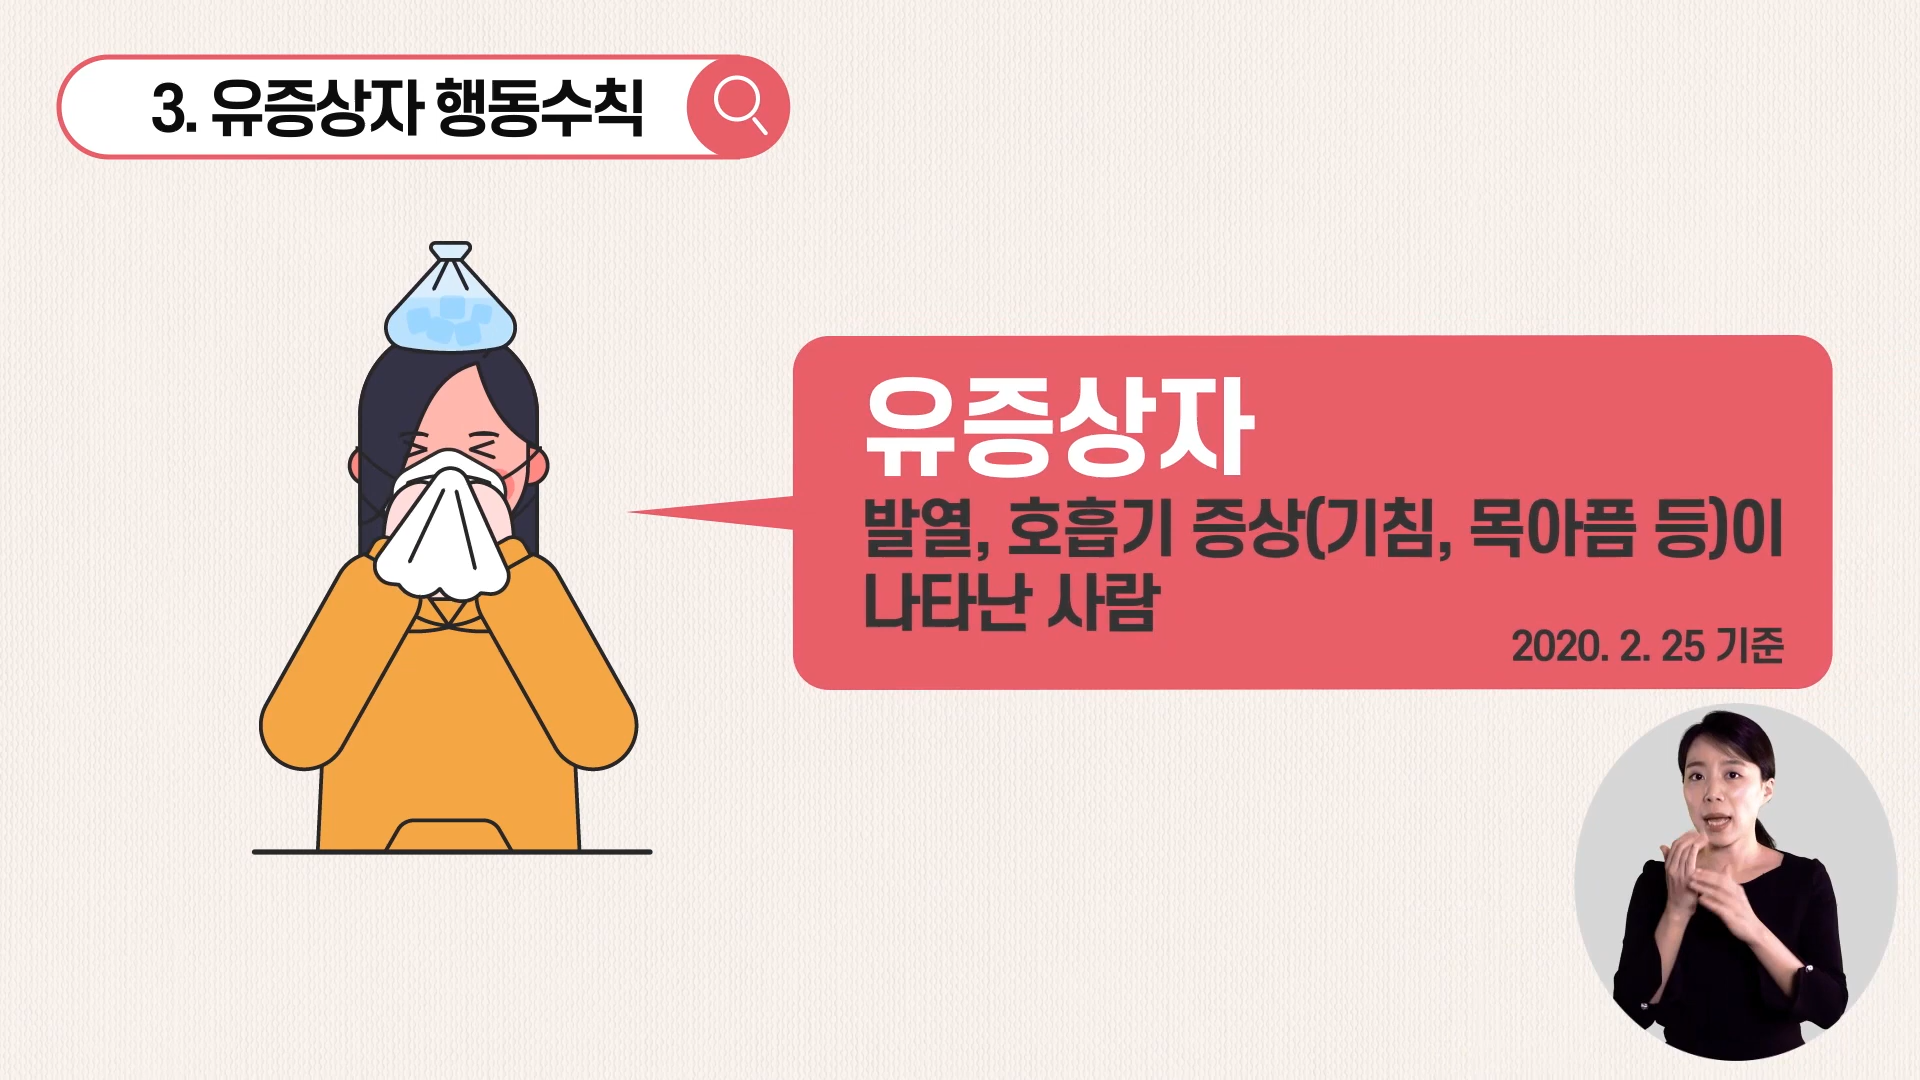 3. 유증상자 행동수칙
유증상자
발열, 호흡기 증상(기침, 목아픔 등)이
나타난 사람
2020. 2. 25 기준